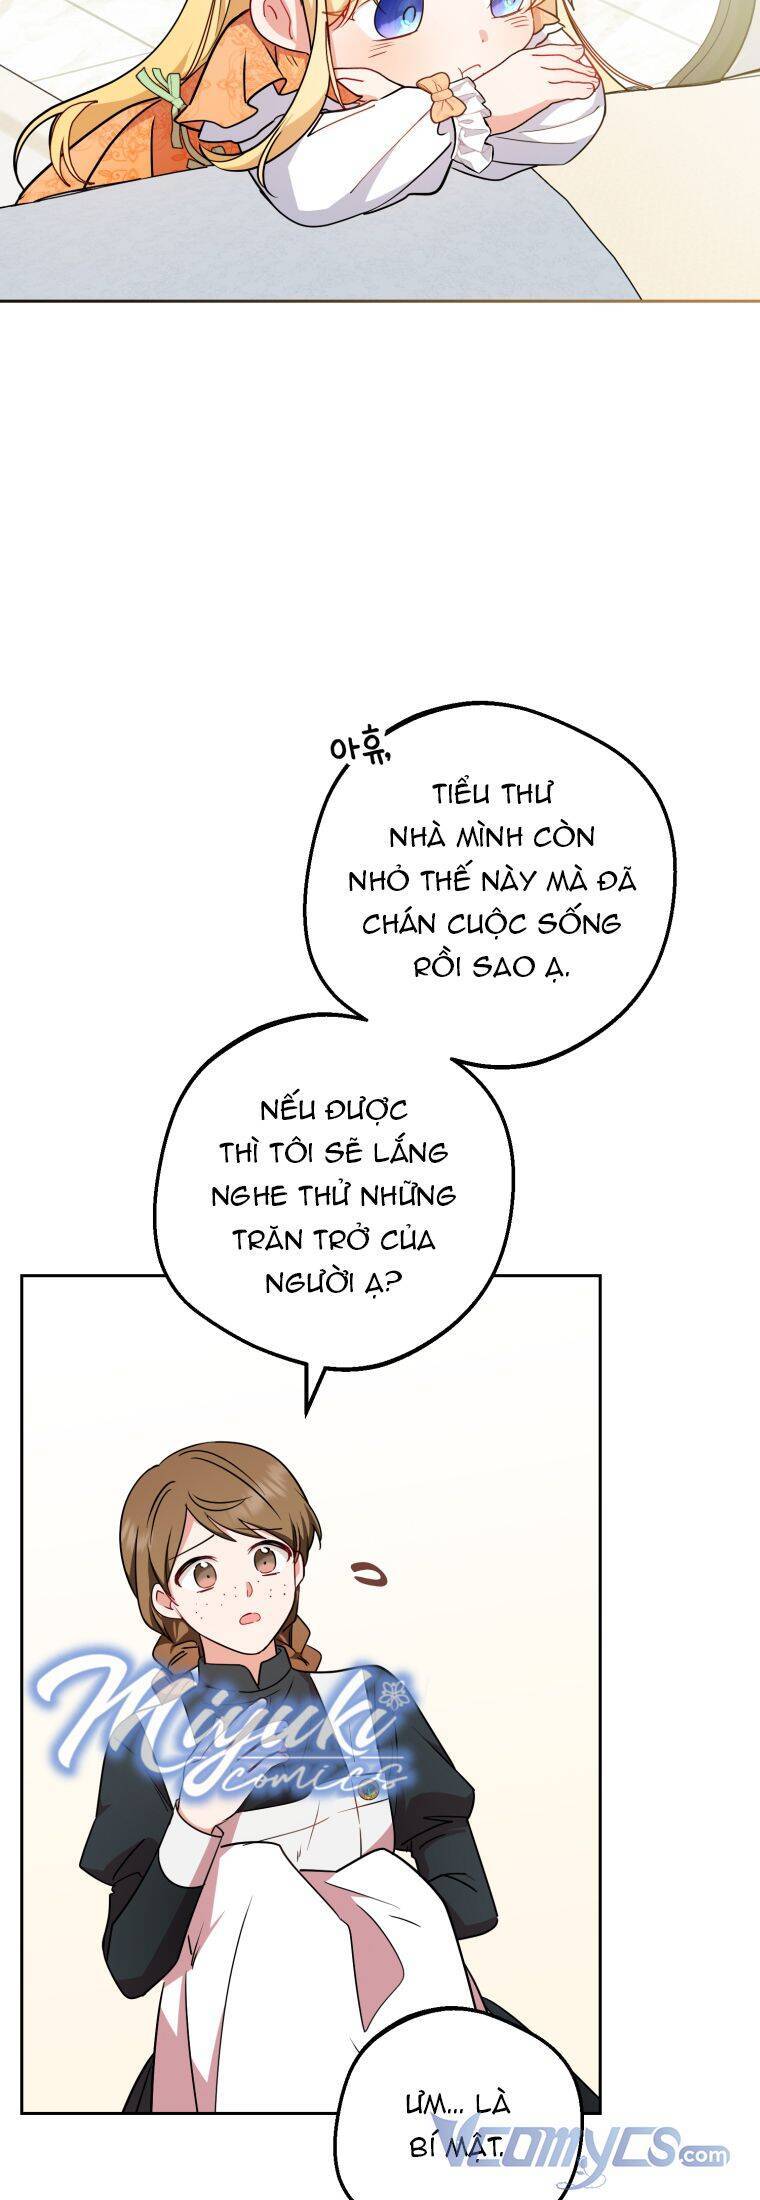 아휴,
TIỂU THƯ
NHÀ MÌNH CÒN
NHỎ THẾ NÀY MÀ ĐÃ
CHÁN CUỘC SỐNG
RỒI SAO Ạ.
NẾU ĐƯỢC
THÌ TÔI SẼ LẮNG
NGHE THỬ NHỮNG
TRĂN TRỞ CỦA
NGƯỜI Ạ?
Miyuki
comics
ƯM... LÀ
BÍ MẬT.
VCOMYCS.com